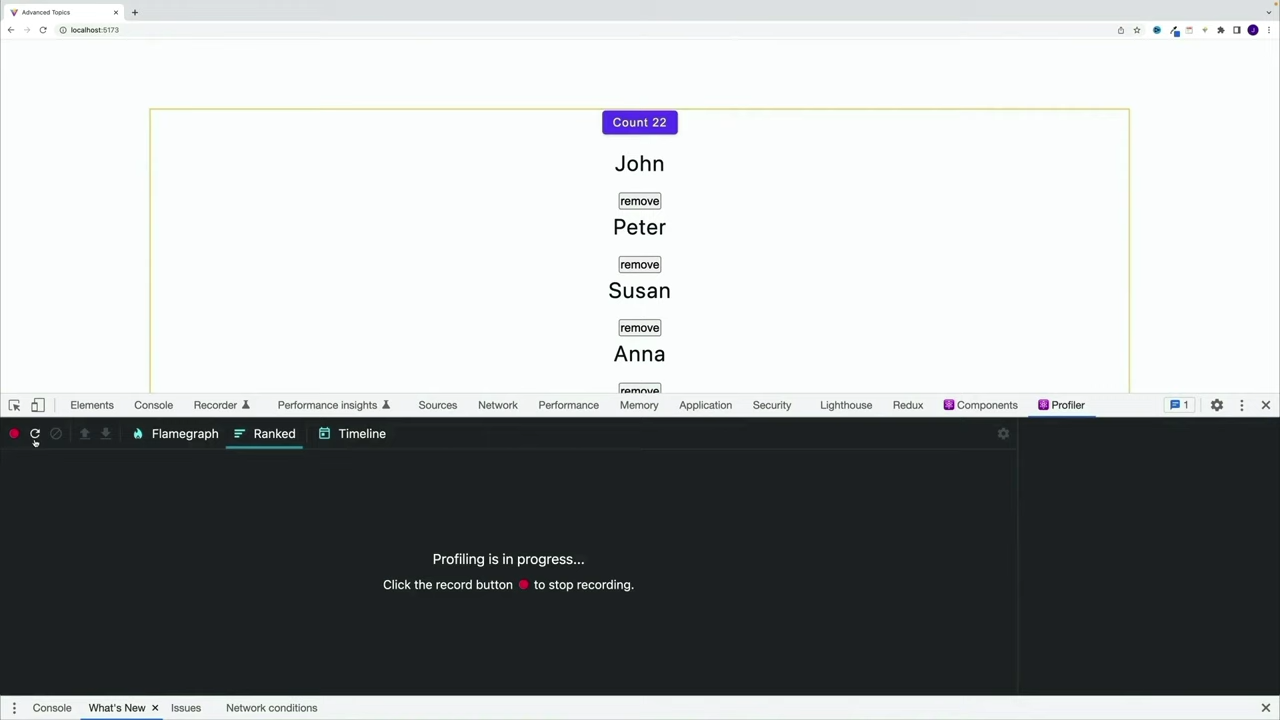 Advanced Topics
localhost:5173
Count 22
John
remove
Peter
remove
Susan
remove
Anna
remove
Elements Console Recorder Performance insights Sources Network Performance Memory Application Security Lighthouse Redux Components Profiler 1
Flamegraph Ranked Timeline
Profiling is in progress...
Click the record button to stop recording.
Console What's New Issues Network conditions